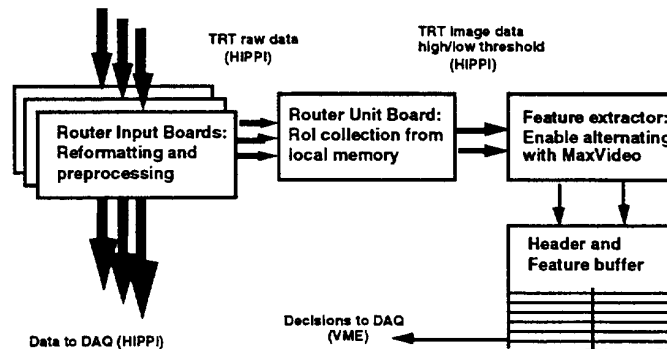 TRT raw data
(HIPPI)
TRT image data
high/low threshold
(HIPPI)
Router Input Boards:
Reformatting and
preprocessing
Router Unit Board:
RoI collection from
local memory
Feature extractor:
Enable alternating
with MaxVideo
Header and
Feature buffer
Data to DAQ (HIPPI)
Decisions to DAQ
(VME)